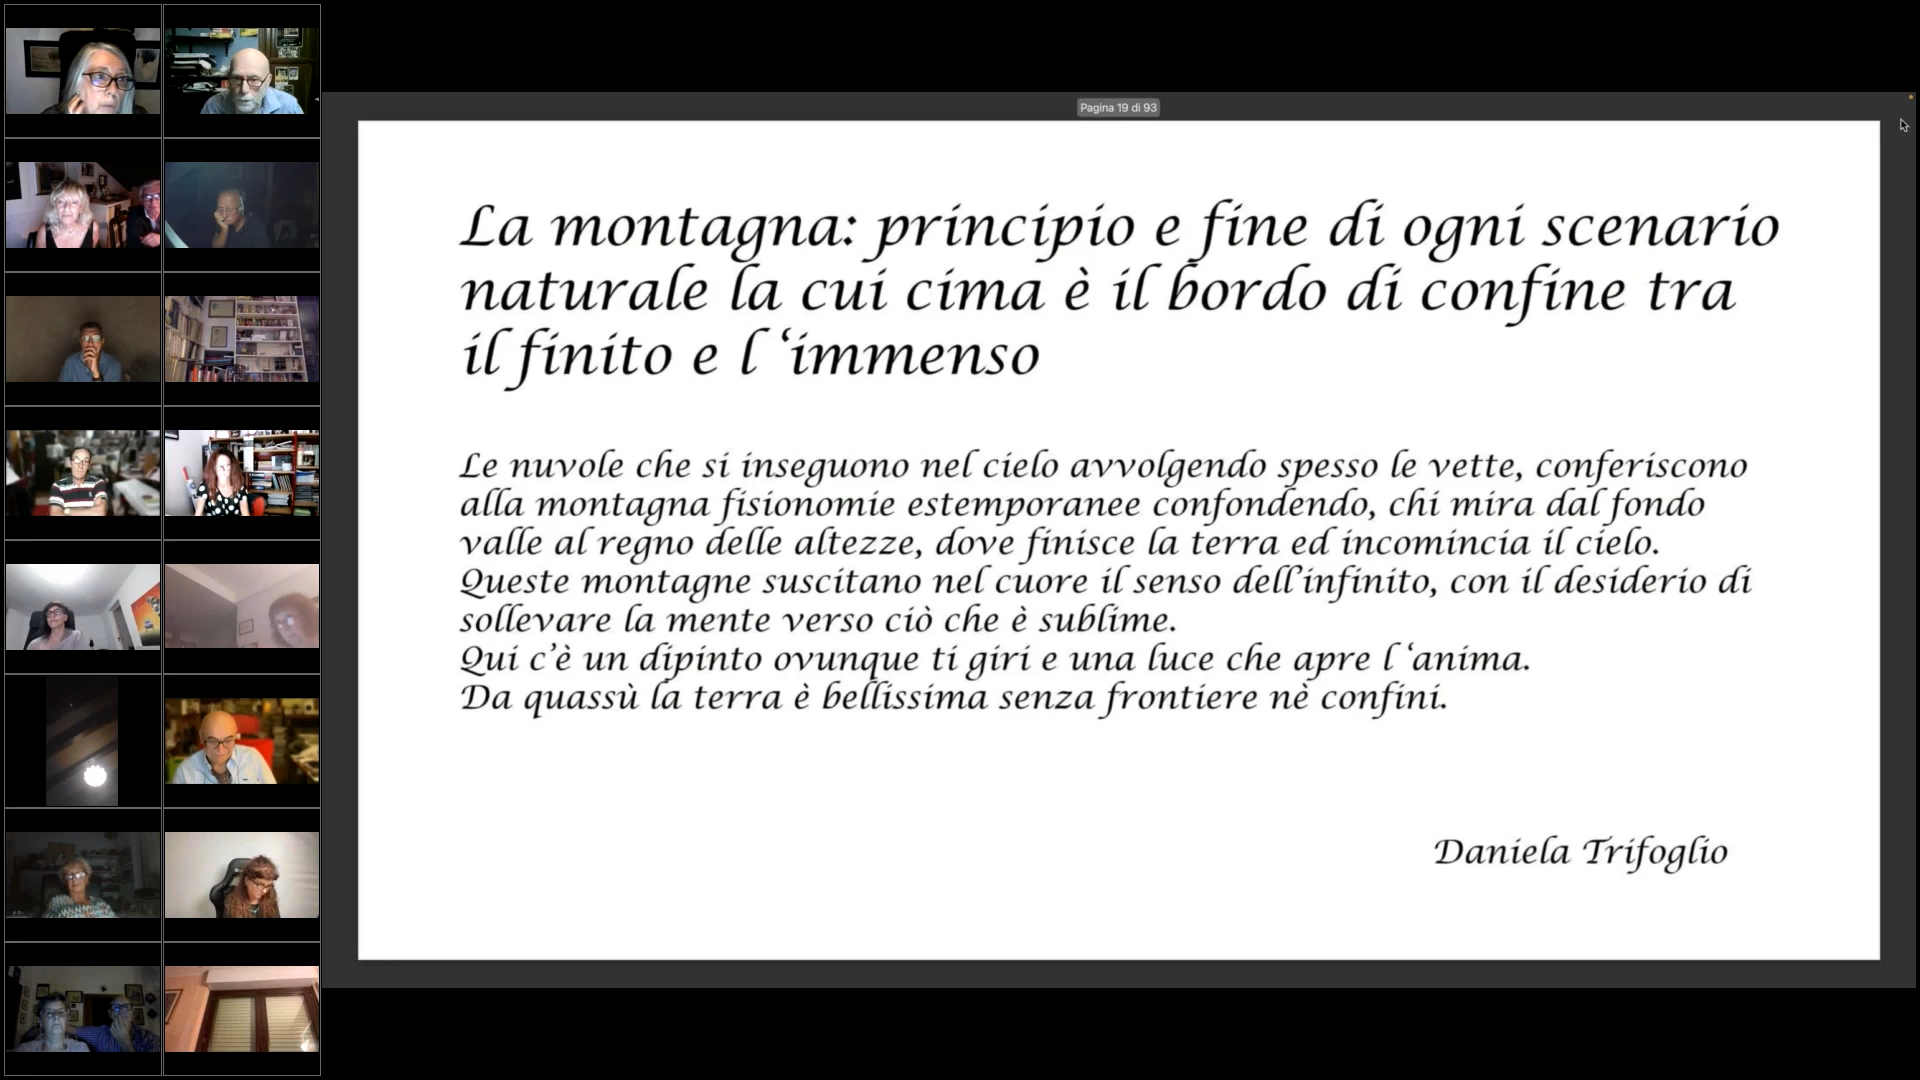 Pagina 19 di 93
La montagna: principio e fine di ogni scenario
naturale la cui cima è il bordo di confine tra
il finito e l ‘immenso
Le nuvole che si inseguono nel cielo avvolgendo spesso le vette, conferiscono
alla montagna fisionomie estemporanee confondendo, chi mira dal fondo
valle al regno delle altezze, dove finisce la terra ed incomincia il cielo.
Queste montagne suscitano nel cuore il senso dell’infinito, con il desiderio di
sollevare la mente verso ciò che è sublime.
Qui c’è un dipinto ovunque ti giri e una luce che apre l ‘anima.
Da quassù la terra è bellissima senza frontiere nè confini.
Daniela Trifoglio